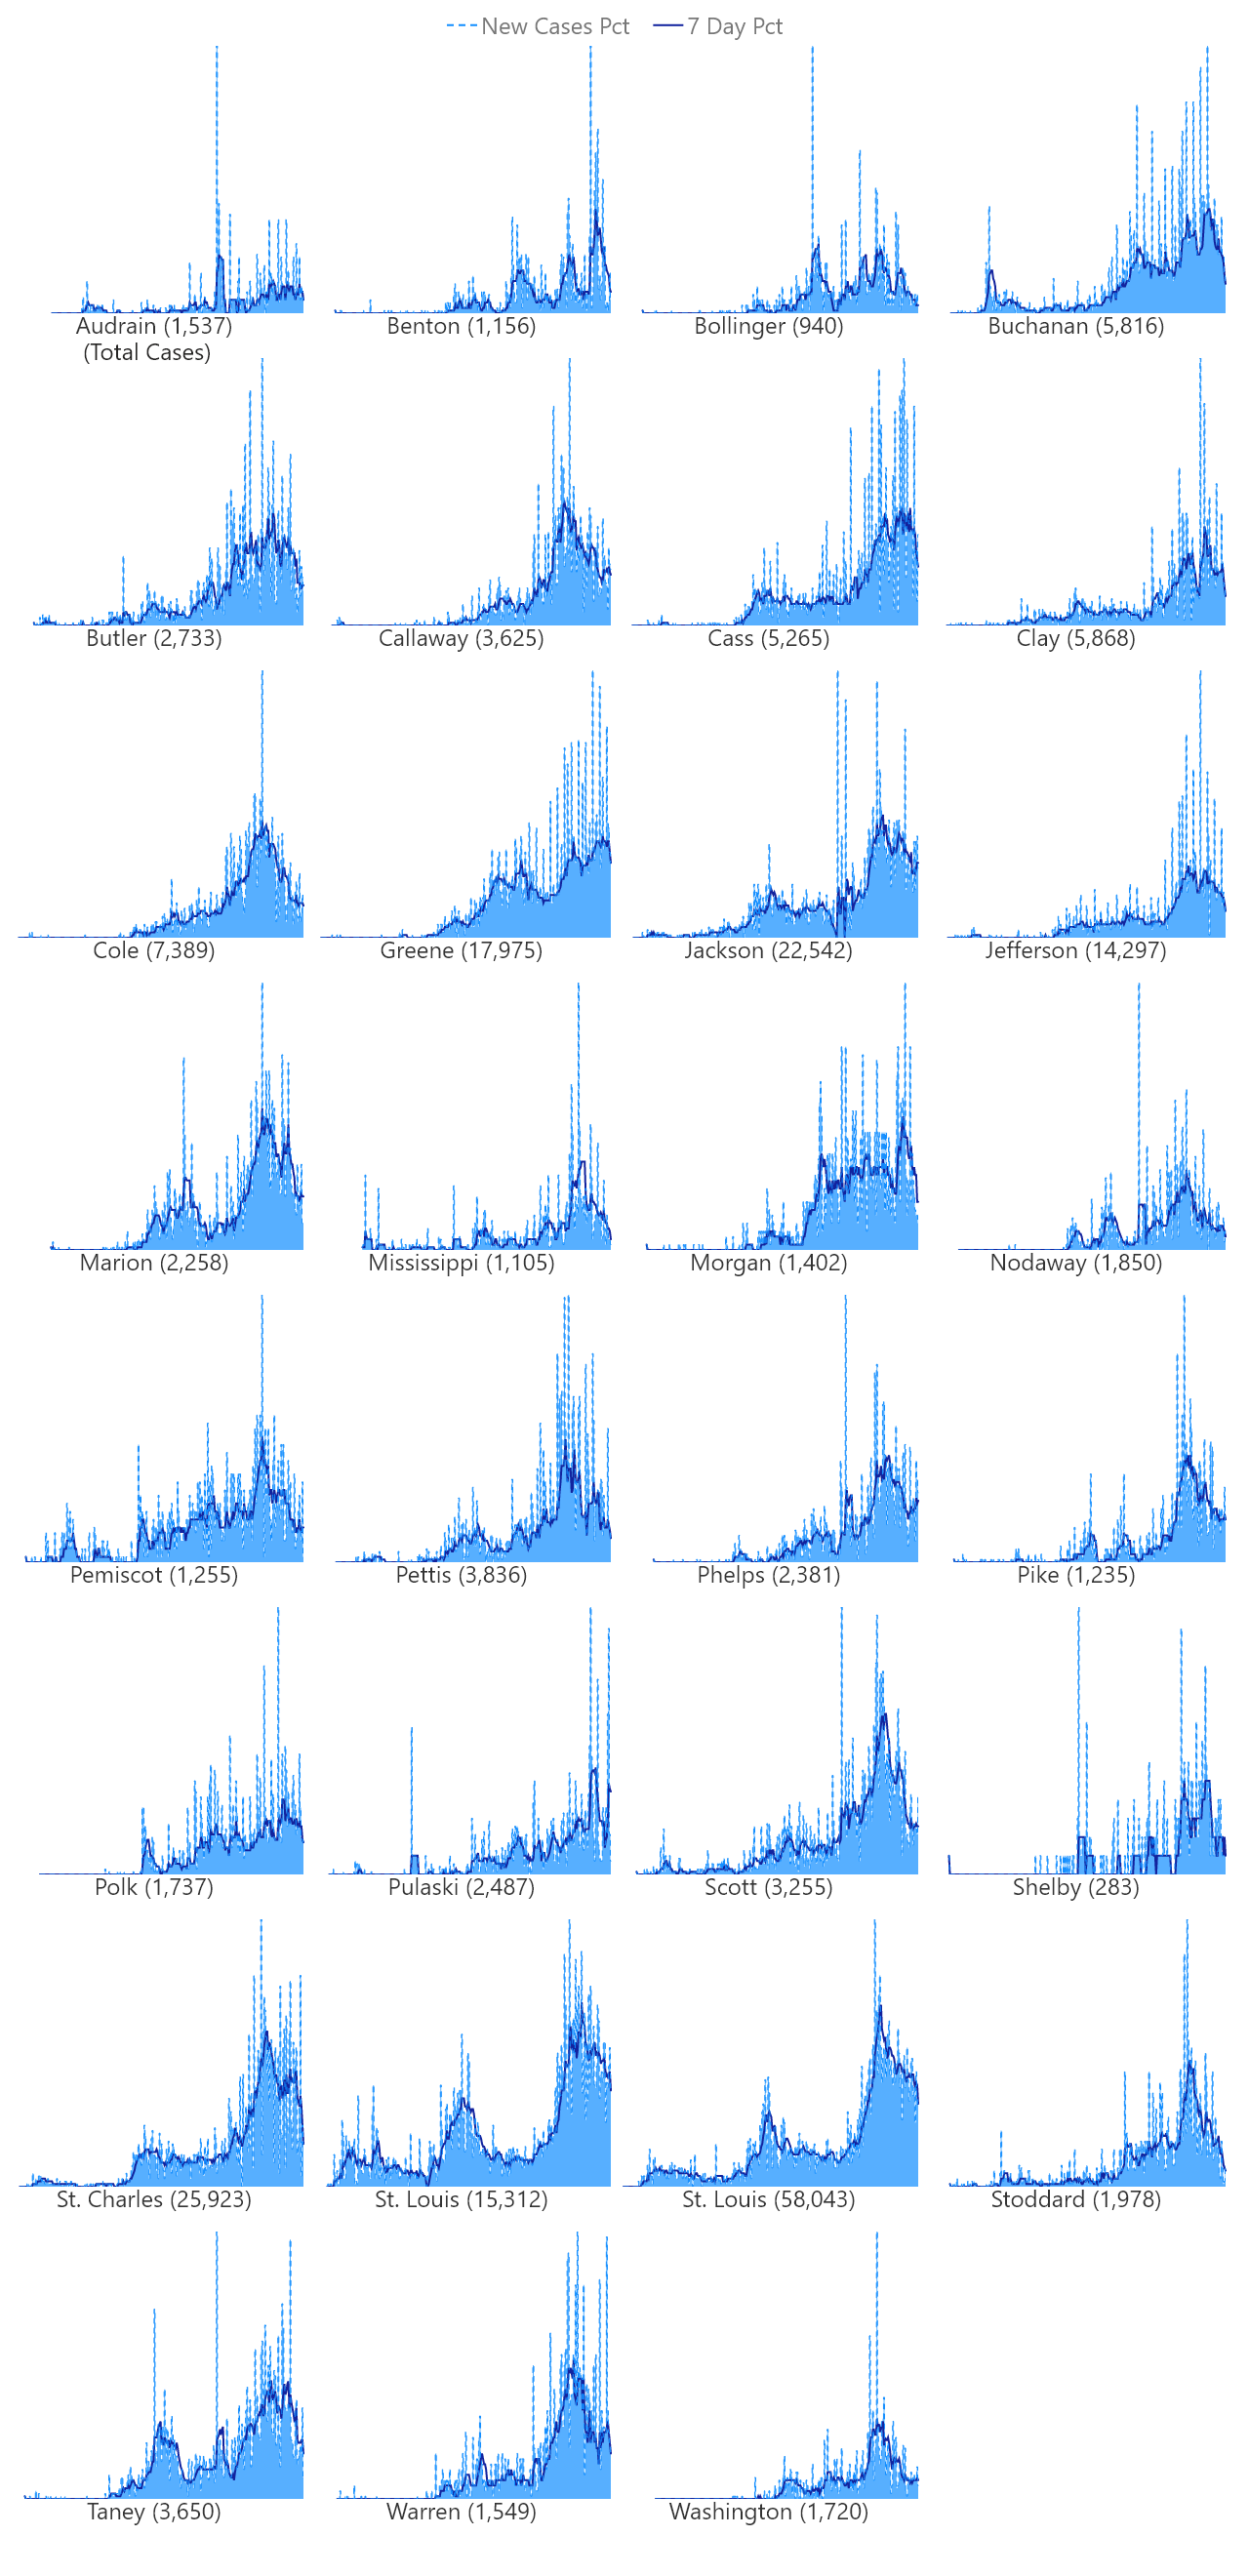 New Cases Pct 7 Day Pct
Audrain (1,537) Benton (1,156) Bollinger (940) Buchanan (5,816)
(Total Cases)
Butler (2,733) Callaway (3,625) Cass (5,265) Clay (5,868)
Cole (7,389) Greene (17,975) Jackson (22,542) Jefferson (14,297)
Marion (2,258) Mississippi (1,105) Morgan (1,402) Nodaway (1,850)
Pemiscot (1,255) Pettis (3,836) Phelps (2,381) Pike (1,235)
Polk (1,737) Pulaski (2,487) Scott (3,255) Shelby (283)
St. Charles (25,923) St. Louis (15,312) St. Louis (58,043) Stoddard (1,978)
Taney (3,650) Warren (1,549) Washington (1,720)